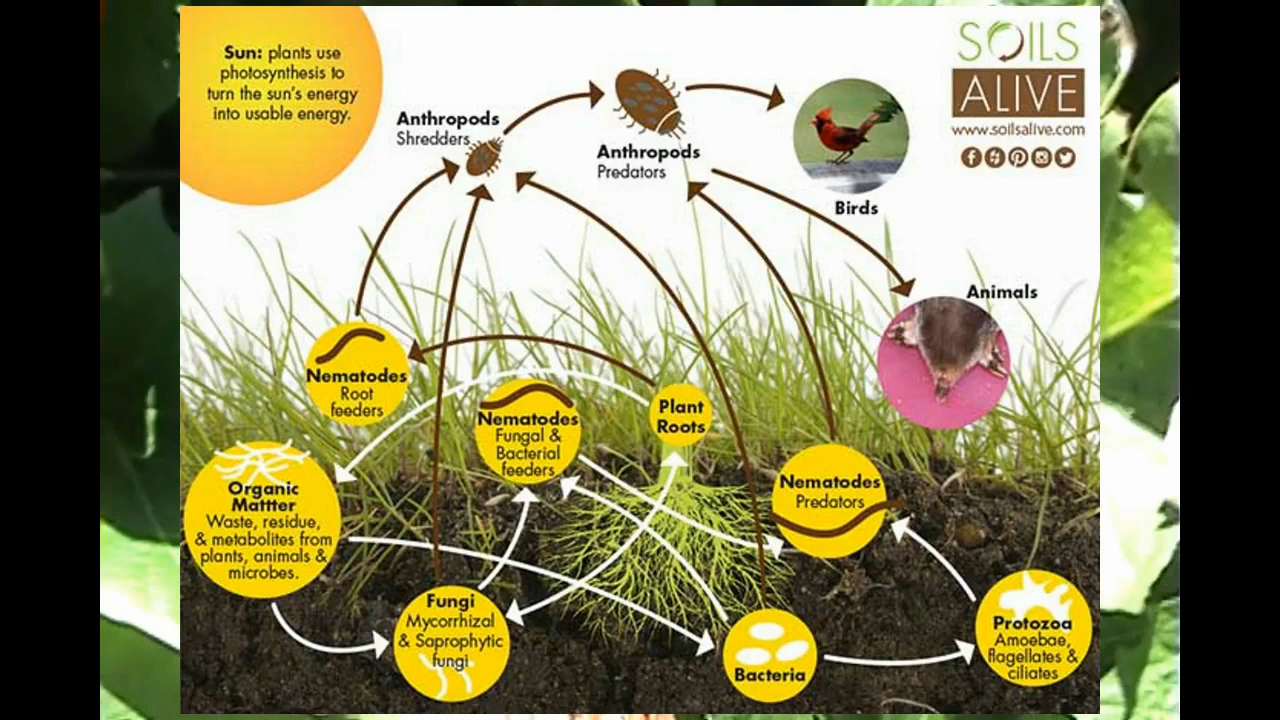 Sun: plants use
photosynthesis to
turn the sun's energy
into usable energy.
SOILS
ALIVE
www.soilsalive.com
Anthropods
Shredders
Anthropods
Predators
Birds
Animals
Nematodes
Root
feeders
Nematodes
Fungal &
Bacterial
feeders
Plant
Roots
Nematodes
Predators
Organic
Mattter
Waste, residue,
& metabolites from
plants, animals &
microbes.
Fungi
Mycorrhizal
& Saprophytic
fungi
Bacteria
Protozoa
Amoebae,
flagellates &
ciliates